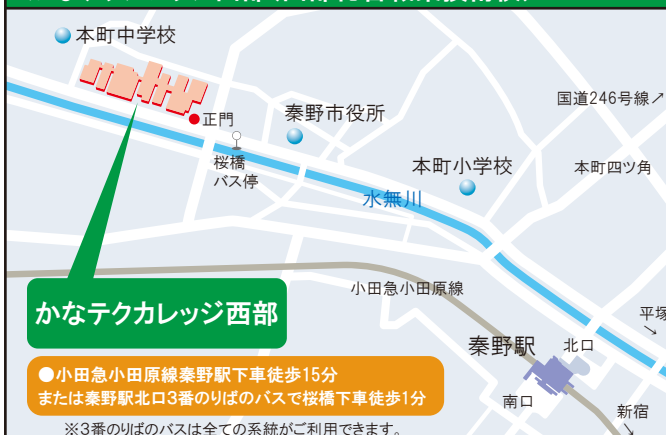 本町中学校
国道246号線↗
正門
秦野市役所
桜橋
バス停
本町小学校
本町四ツ角
水無川
小田急小田原線
かなテクカレッジ西部
平塚
↘
秦野駅
北口
●小田急小田原線秦野駅下車徒歩15分
または秦野駅北口3番のりばのバスで桜橋下車徒歩1分
南口
新宿
↘
※3番のりばのバスは全ての系統がご利用できます。